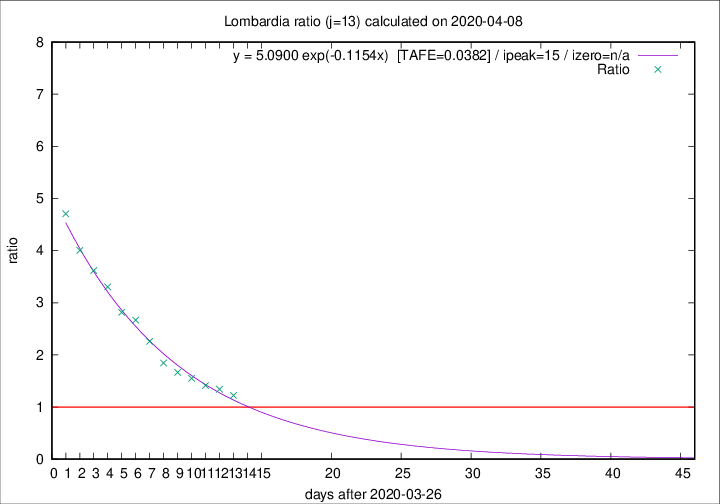 Lombardia ratio (j=13) calculated on 2020-04-08
y = 5.0900 exp(-0.1154x) [TAFE=0.0382] / ipeak=15 / izero=n/a
Ratio
8
7
6
5
4
3
2
1
0
ratio
0 1 2 3 4 5 6 7 8 9 10 11 12 13 14 15 20 25 30 35 40 45
days after 2020-03-26